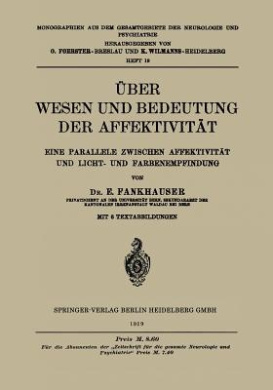 MONOGRAPHIEN AUS DEM GESAMTGEBIETE DER NEUROLOGIE UND
PSYCHIATRIE
HERAUSGEGEBEN VON
O. FOERSTER-BRESLAU UND K. WILMANNS-HEIDELBERG
HEFT 19
ÜBER
WESEN UND BEDEUTUNG
DER AFFEKTIVITÄT
EINE PARALLELE ZWISCHEN AFFEKTIVITÄT
UND LICHT- UND FARBENEMPFINDUNG
VON
DR. E. FANKHAUSER
PRIVATDOZENT AN DER UNIVERSITÄT BERN, SEKUNDARARZT DER
KANTONALEN IRRENANSTALT WALDAU BEI BERN
MIT 6 TEXTABBILDUNGEN
SPRINGER-VERLAG BERLIN HEIDELBERG GMBH
1919
Preis M. 8.60
Für die Abonnenten der „Zeitschrift für die gesamte Neurologie und
Psychiatrie“ Preis M. 7.40